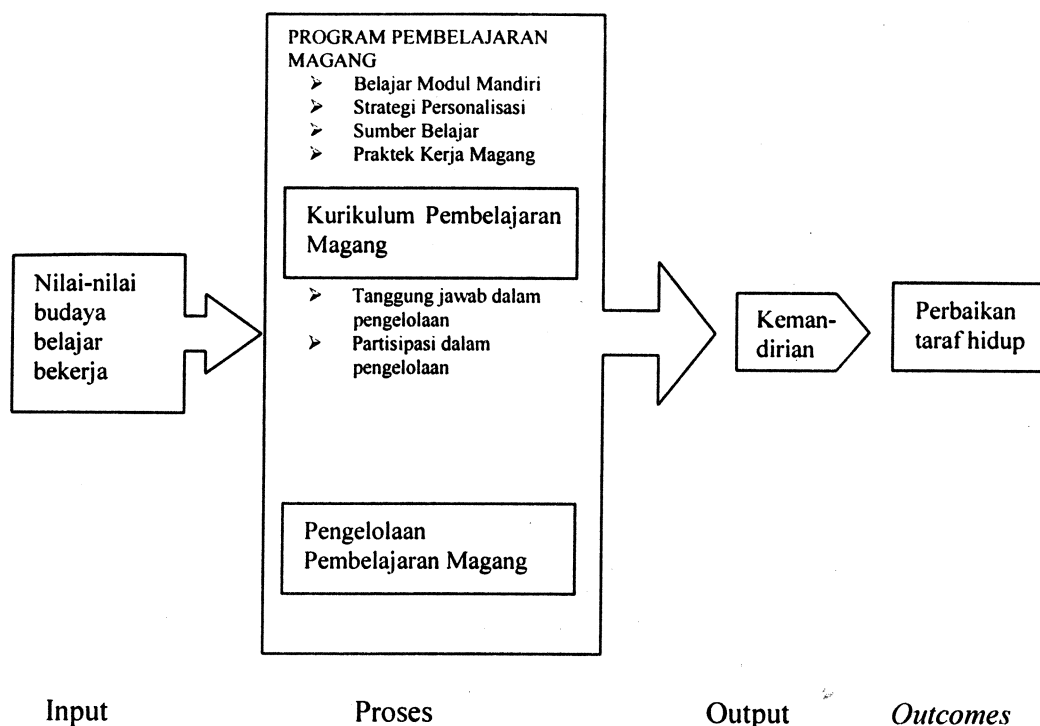 PROGRAM PEMBELAJARAN
MAGANG
➢ Belajar Modul Mandiri
➢ Strategi Personalisasi
➢ Sumber Belajar
➢ Praktek Kerja Magang
Kurikulum Pembelajaran
Magang
➢ Tanggung jawab dalam
pengelolaan
➢ Partisipasi dalam
pengelolaan
Pengelolaan
Pembelajaran Magang
Nilai-nilai
budaya
belajar
bekerja
Keman-
dirian
Perbaikan
taraf hidup
Input
Proses
Output
Outcomes